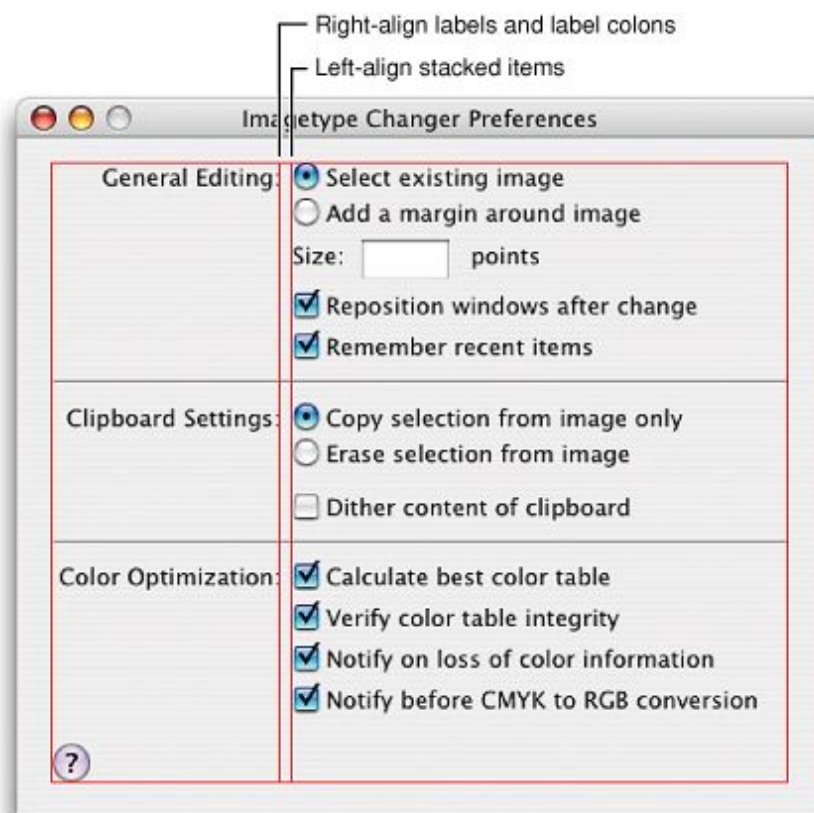 Right-align labels and label colons
Left-align stacked items
Imagetype Changer Preferences
General Editing: Select existing image
Add a margin around image
Size: points
Reposition windows after change
Remember recent items
Clipboard Settings: Copy selection from image only
Erase selection from image
Dither content of clipboard
Color Optimization: Calculate best color table
Verify color table integrity
Notify on loss of color information
Notify before CMYK to RGB conversion
?